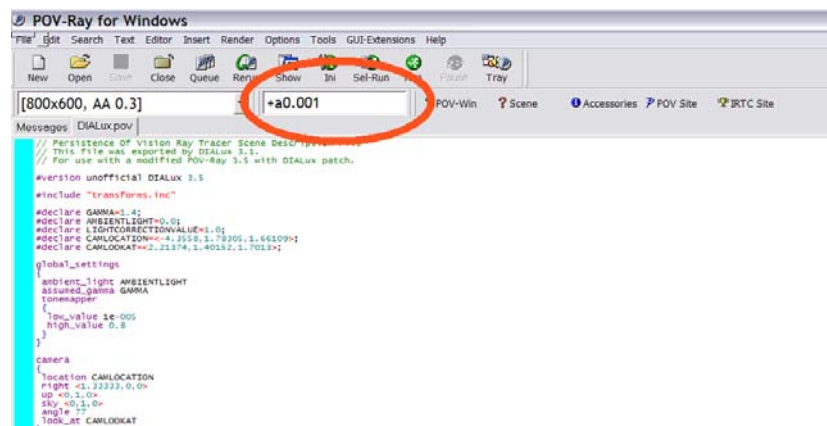 POV-Ray for Windows
File Edit Search Text Editor Insert Render Options Tools GUI-Extensions Help
New Open Save Close Queue Rerun Show Ini Sel-Run Pause Tray
[800x600, AA 0.3] +a0.001 POV-Win ? Scene Accessories POV Site IRTC Site
Messages DIALux.pov
// Persistence Of Vision Ray Tracer Scene
// This file was exported by DIALux 3.1.
// For use with a modified POV-Ray 3.5 with DIALux patch.
#version unofficial DIALux 3.5
#include "transforms.inc"
#declare GAMMA=1.4;
#declare AMBIENTLIGHT=0.0;
#declare LIGHTCORRECTIONVALUE=1.0;
#declare CAMLOCATION=<-4.3558,1.78305,1.66109>;
#declare CAMLOOKAT=<2.21374,1.40152,1.7013>;
global_settings
{
ambient_light AMBIENTLIGHT
assumed_gamma GAMMA
tonemapper
{
low_value 1e-005
high_value 0.8
}
}
camera
{
location CAMLOCATION
right <1.33333,0,0>
up <0,1,0>
sky <0,1,0>
angle 77
look_at CAMLOOKAT